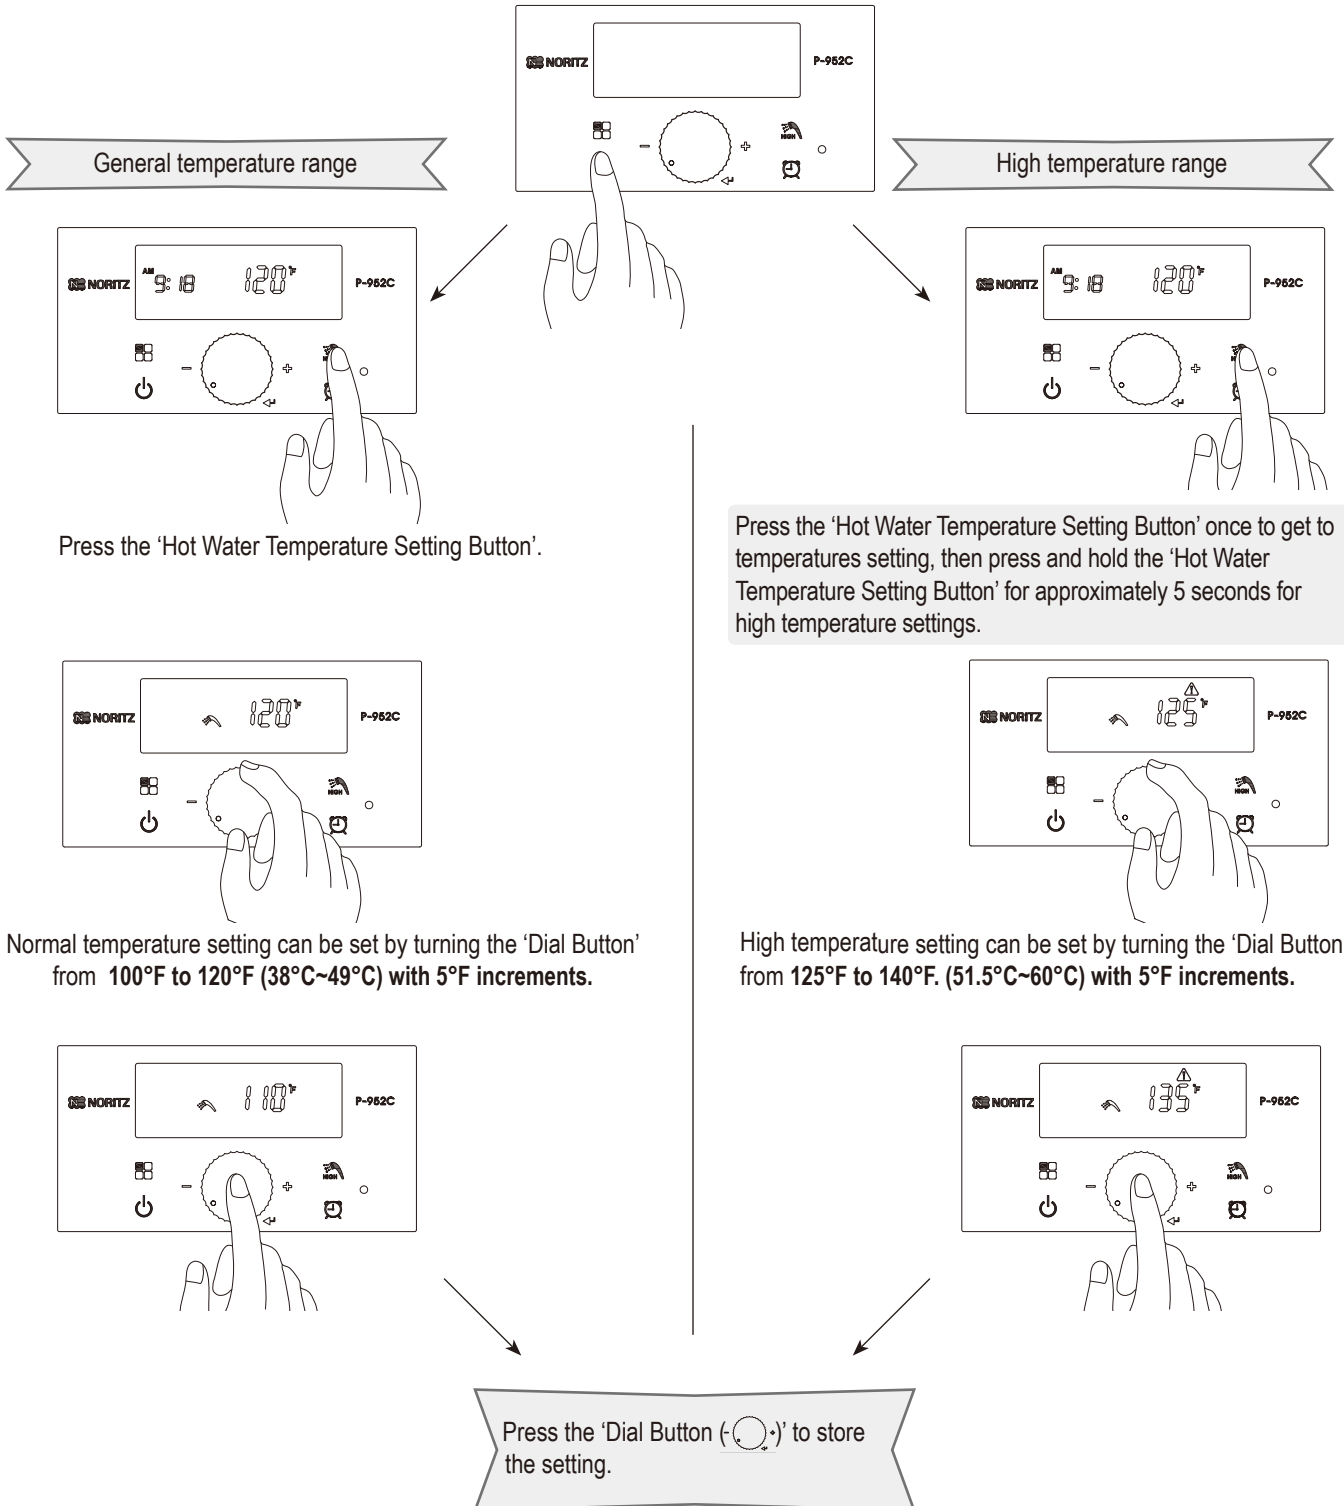 NORITZ
P-952C
HIGH
General temperature range
High temperature range
NORITZ
AM 9:18 120°F
P-952C
NORITZ
AM 9:18 120°F
P-952C
Press the ‘Hot Water Temperature Setting Button’.
Press the ‘Hot Water Temperature Setting Button’ once to get to
temperatures setting, then press and hold the ‘Hot Water
Temperature Setting Button’ for approximately 5 seconds for
high temperature settings.
NORITZ
120°F
P-952C
HIGH
NORITZ
125°F
P-952C
HIGH
Normal temperature setting can be set by turning the ‘Dial Button’
from 100°F to 120°F (38°C~49°C) with 5°F increments.
High temperature setting can be set by turning the ‘Dial Button
from 125°F to 140°F. (51.5°C~60°C) with 5°F increments.
NORITZ
110°F
P-952C
HIGH
NORITZ
135°F
P-952C
HIGH
Press the ‘Dial Button (- +)’ to store
the setting.